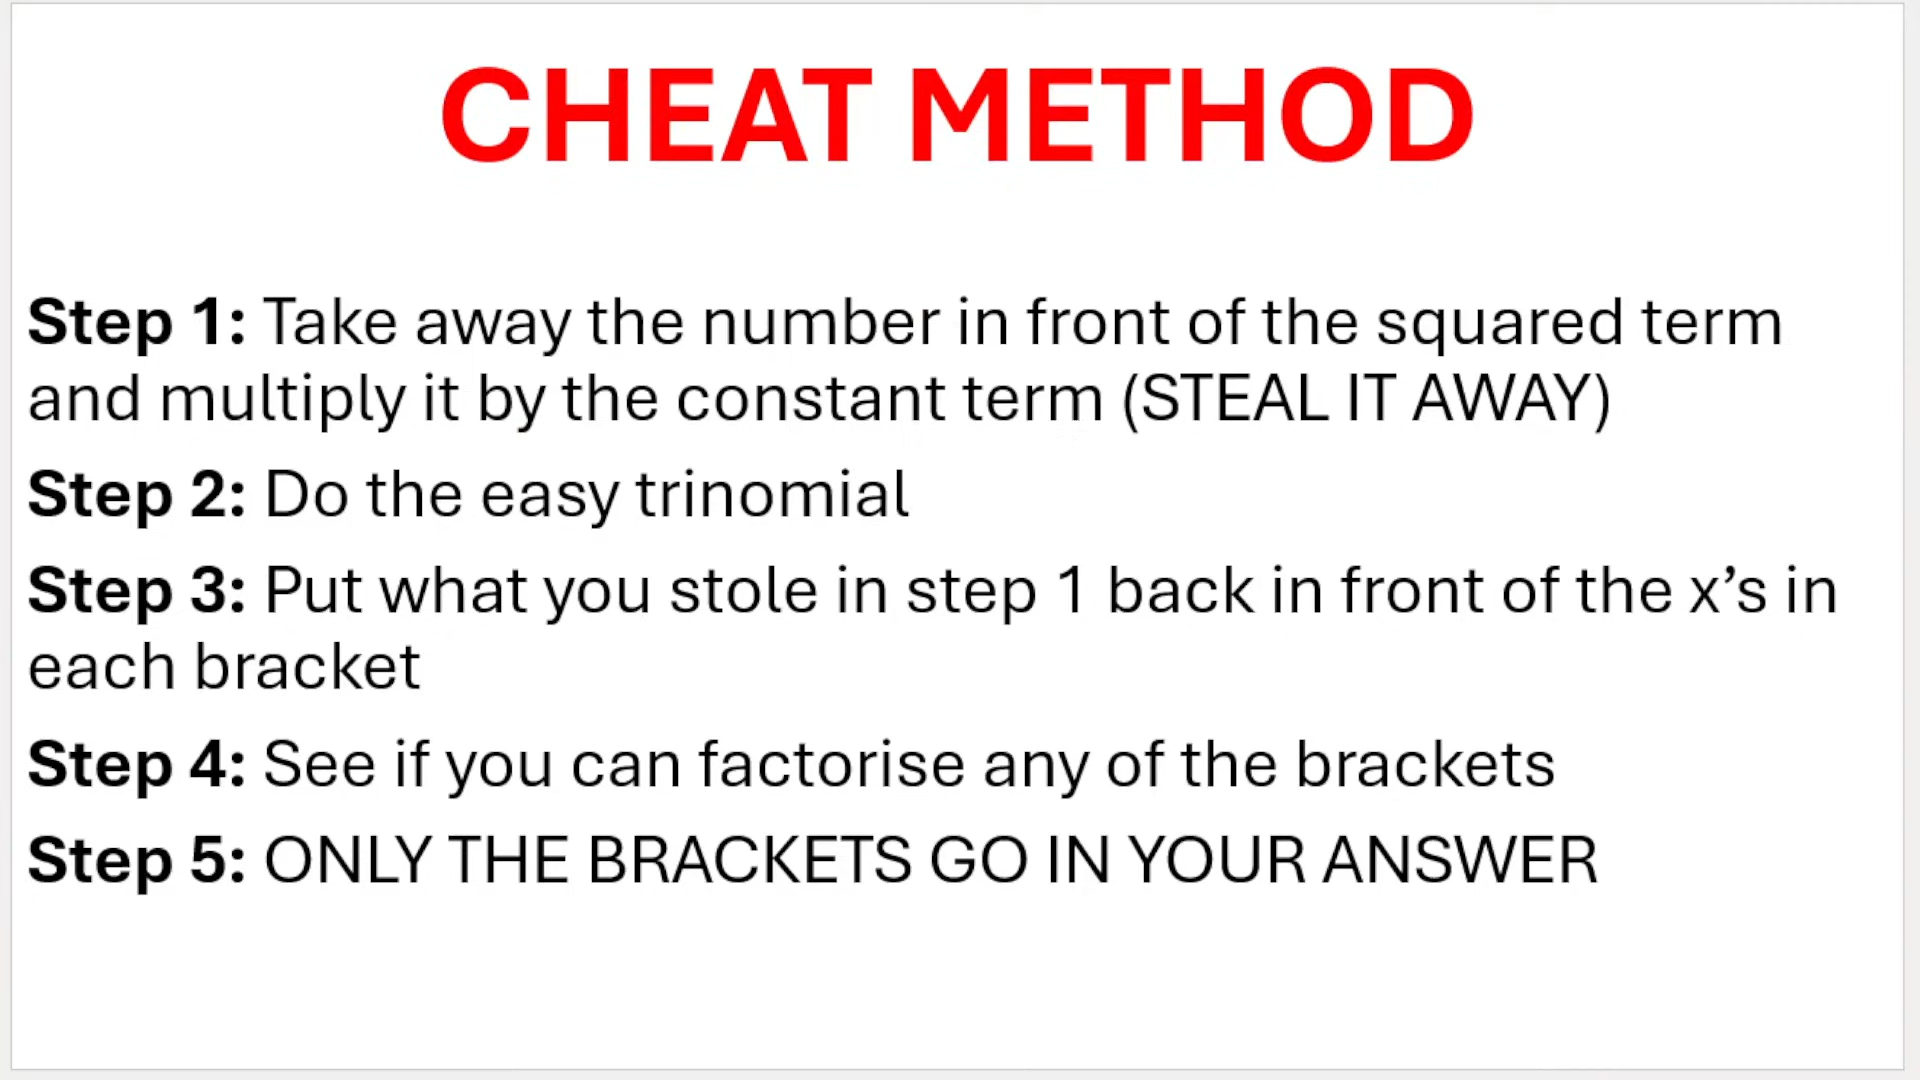 CHEAT METHOD
Step 1: Take away the number in front of the squared term
and multiply it by the constant term (STEAL IT AWAY)
Step 2: Do the easy trinomial
Step 3: Put what you stole in step 1 back in front of the x’s in
each bracket
Step 4: See if you can factorise any of the brackets
Step 5: ONLY THE BRACKETS GO IN YOUR ANSWER